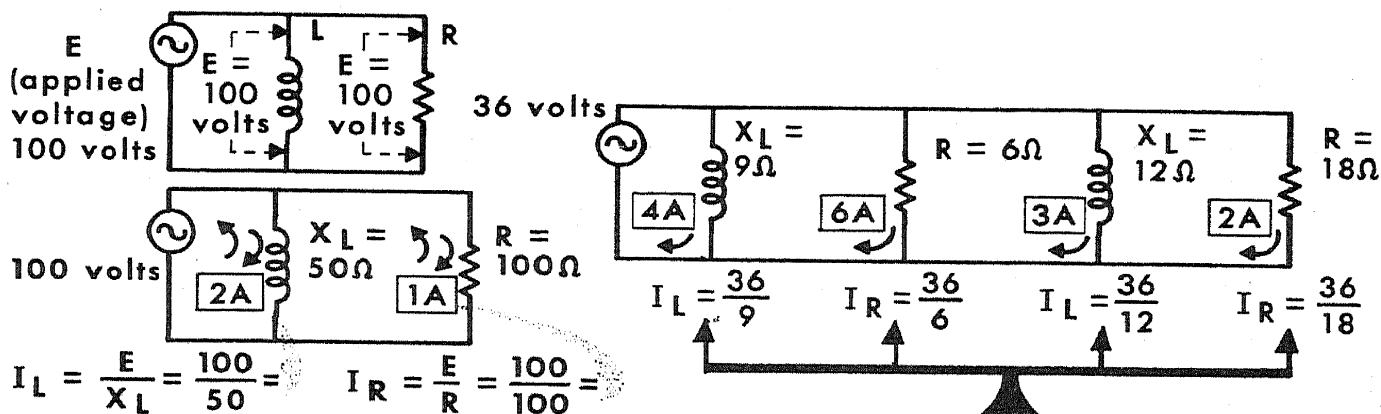 E
(applied
voltage)
100 volts
L
E =
100
volts
R
E =
100
volts
100 volts
2A
X_L =
50Ω
1A
R =
100Ω
I_L = E/X_L = 100/50 =
I_R = E/R = 100/100 =
36 volts
X_L =
9Ω
4A
R = 6Ω
6A
X_L =
12Ω
3A
R =
18Ω
2A
I_L = 36/9
I_R = 36/6
I_L = 36/12
I_R = 36/18